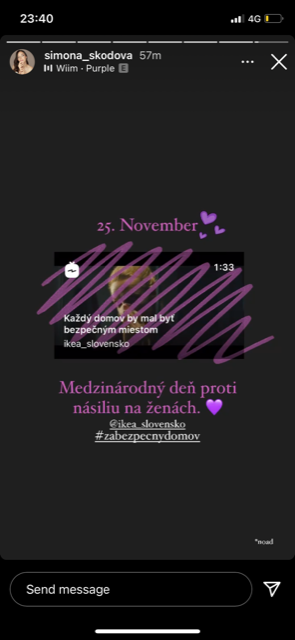 23:40
4G
simona_skodova 57m
Wiim · Purple E
25. November
1:33
Každý domov by mal byť
bezpečným miestom
ikea_slovensko
Medzinárodný deň proti
násiliu na ženách.
@ikea_slovensko
#zabezpecnydomov
*noad
Send message